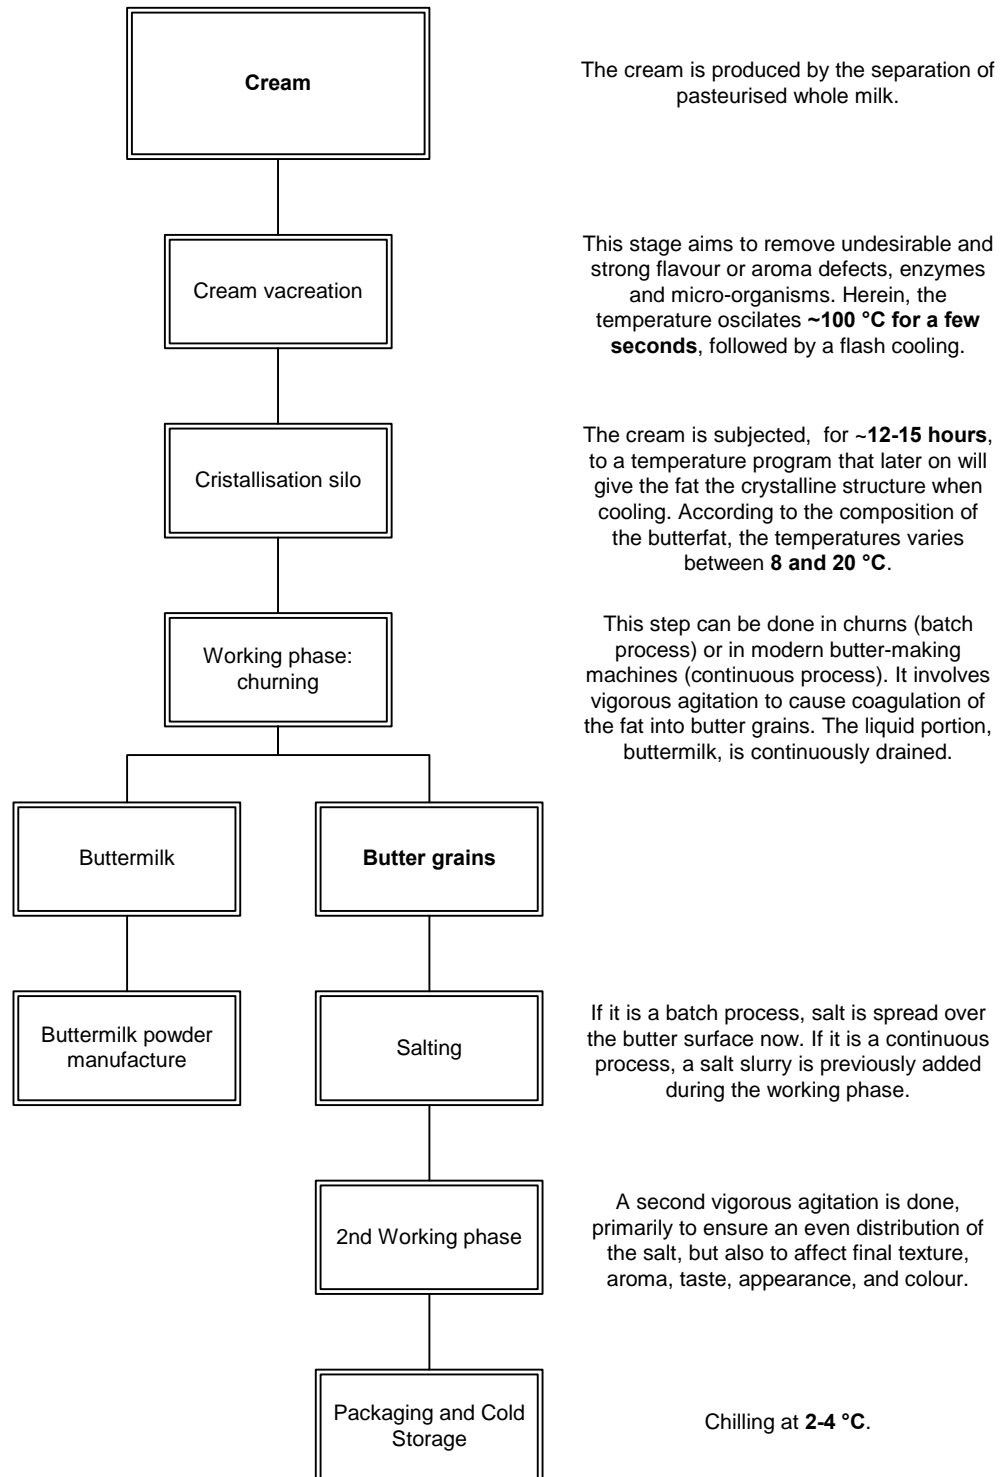 Cream
The cream is produced by the separation of
pasteurised whole milk.
Cream vacreation
This stage aims to remove undesirable and
strong flavour or aroma defects, enzymes
and micro-organisms. Herein, the
temperature oscilates ~100 °C for a few
seconds, followed by a flash cooling.
Cristallisation silo
The cream is subjected,  for ~12-15 hours,
to a temperature program that later on will
give the fat the crystalline structure when
cooling. According to the composition of
the butterfat, the temperatures varies
between 8 and 20 °C.
Working phase:
churning
This step can be done in churns (batch
process) or in modern butter-making
machines (continuous process). It involves
vigorous agitation to cause coagulation of
the fat into butter grains. The liquid portion,
buttermilk, is continuously drained.
Buttermilk
Butter grains
Buttermilk powder
manufacture
Salting
If it is a batch process, salt is spread over
the butter surface now. If it is a continuous
process, a salt slurry is previously added
during the working phase.
2nd Working phase
A second vigorous agitation is done,
primarily to ensure an even distribution of
the salt, but also to affect final texture,
aroma, taste, appearance, and colour.
Packaging and Cold
Storage
Chilling at 2-4 °C.